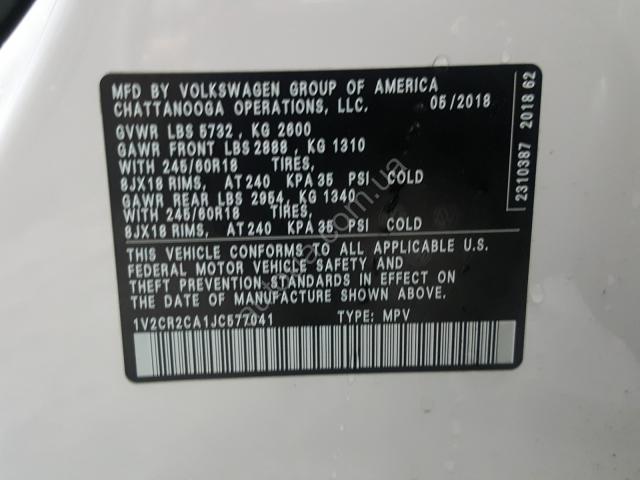 MFD BY VOLKSWAGEN GROUP OF AMERICA
CHATTANOOGA OPERATIONS, LLC. 05/2018
GVWR LBS 5732 , KG 2600
GAWR FRONT LBS 2888 , KG 1310
WITH 245/60R18 TIRES,
8JX18 RIMS, AT 240 KPA 35 PSI COLD
GAWR REAR LBS 2954, KG 1340
WITH 245/60R18 TIRES,
8JX18 RIMS, AT 240 KPA 35 PSI COLD
THIS VEHICLE CONFORMS TO ALL APPLICABLE U.S.
FEDERAL MOTOR VEHICLE SAFETY AND
THEFT PREVENTION STANDARDS IN EFFECT ON
THE DATE OF MANUFACTURE SHOWN ABOVE.
1V2CR2CA1JC577041 TYPE: MPV
2310387 2018 62